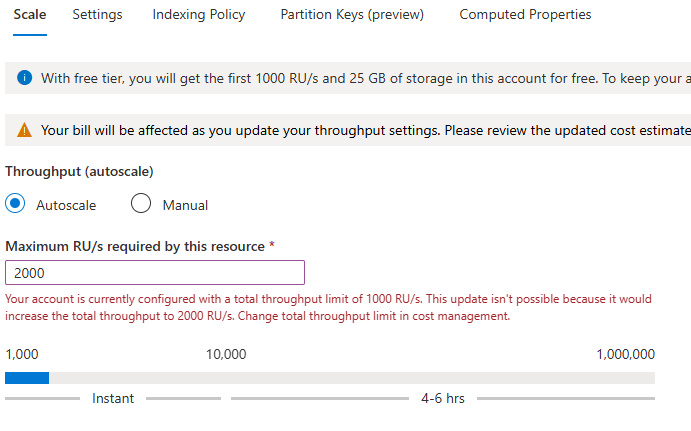 Scale Settings Indexing Policy Partition Keys (preview) Computed Properties
With free tier, you will get the first 1000 RU/s and 25 GB of storage in this account for free. To keep your a
Your bill will be affected as you update your throughput settings. Please review the updated cost estimate
Throughput (autoscale)
Autoscale Manual
Maximum RU/s required by this resource *
2000
Your account is currently configured with a total throughput limit of 1000 RU/s. This update isn't possible because it would
increase the total throughput to 2000 RU/s. Change total throughput limit in cost management.
1,000 10,000 1,000,000
Instant 4-6 hrs